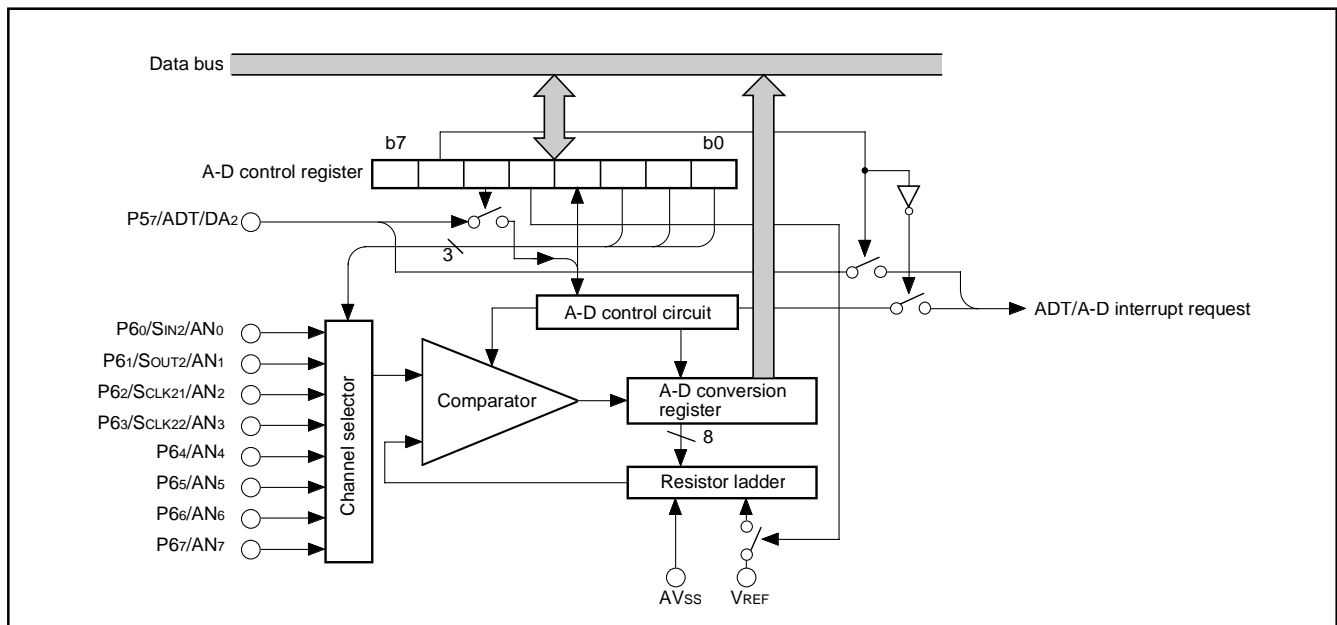 Data bus
b7
b0
A-D control register
P57/ADT/DA2
3
A-D control circuit
ADT/A-D interrupt request
P60/SIN2/AN0
P61/SOUT2/AN1
P62/SCLK21/AN2
P63/SCLK22/AN3
P64/AN4
P65/AN5
P66/AN6
P67/AN7
Channel selector
Comparator
A-D conversion
register
8
Resistor ladder
AVSS
VREF